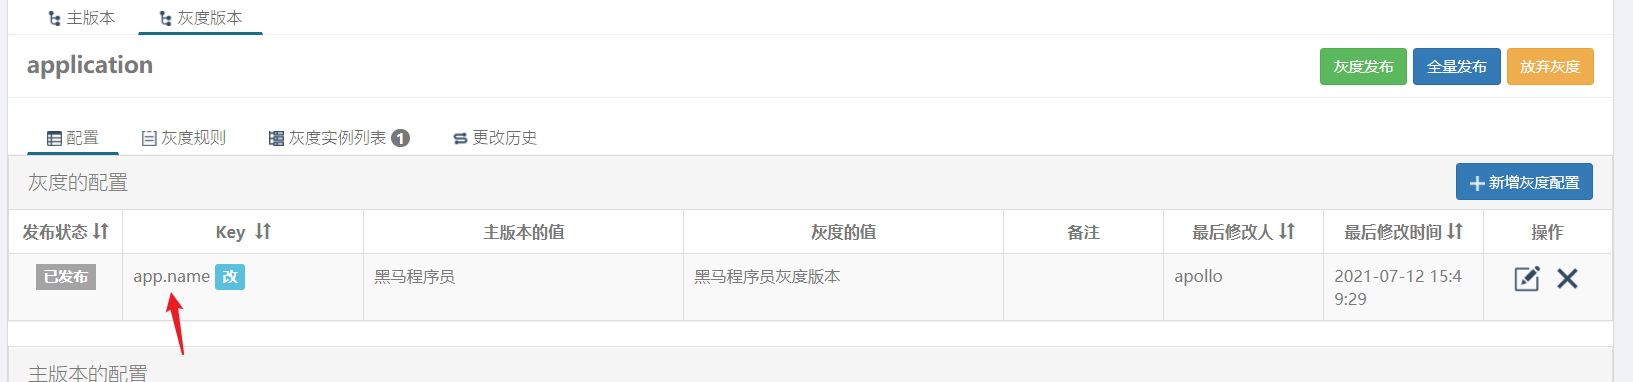 主版本 灰度版本
application 灰度发布 全量发布 放弃灰度
配置 灰度规则 灰度实例列表 1 更改历史
灰度的配置 新增灰度配置
发布状态 Key 主版本的值 灰度的值 备注 最后修改人 最后修改时间 操作
已发布 app.name 改 黑马程序员 黑马程序员灰度版本 apollo 2021-07-12 15:4
9:29
主版本的配置